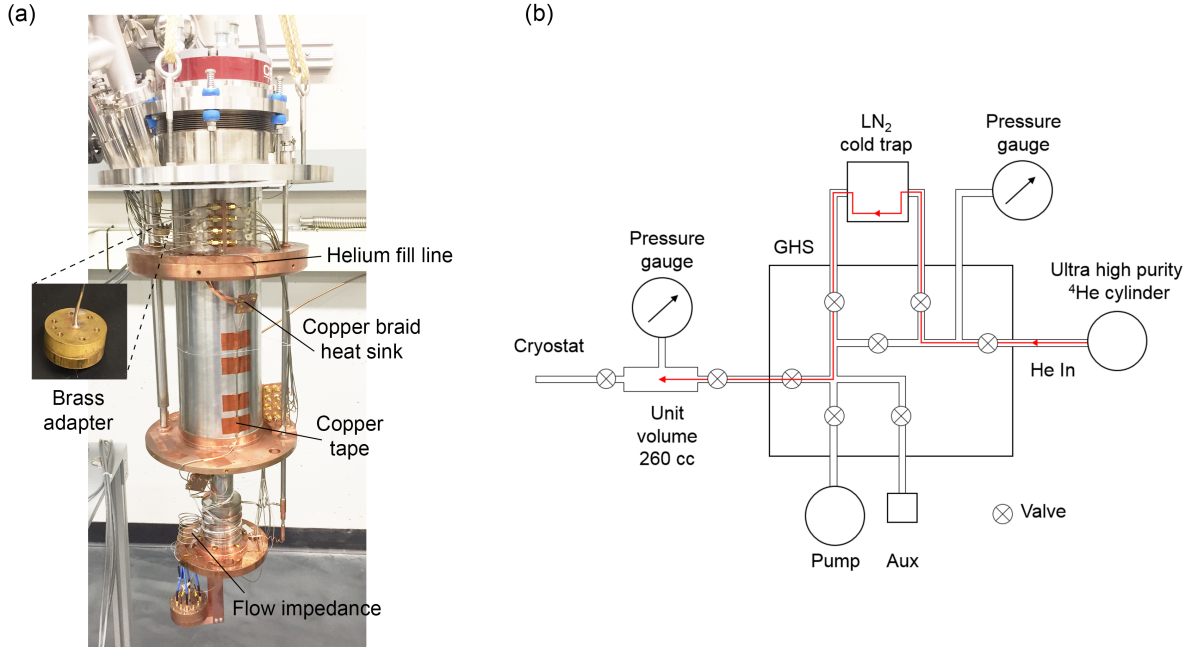 (a)
Helium fill line
Copper braid
heat sink
Brass
adapter
Copper
tape
Flow impedance
(b)
LN2
cold trap
Pressure
gauge
Pressure
gauge
GHS
Ultra high purity
⁴He cylinder
Cryostat
He In
Unit
volume
260 cc
Valve
Pump
Aux